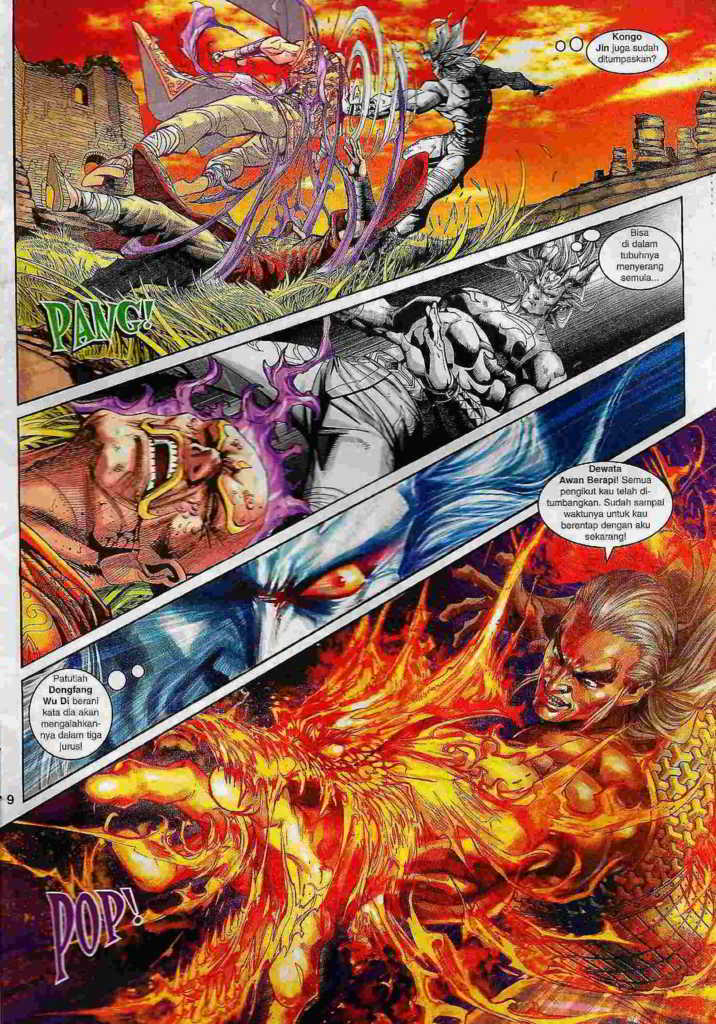 Kongo
Jin juga sudah
ditumpaskan?
PANG!
Bisa
di dalam
tubuhnya
menyerang
semula...
Dewata
Awan Berapi! Semua
pengikut kau telah di-
tumbangkan. Sudah sampai
waktunya untuk kau
berentap dengan aku
sekarang!
Patutlah
Dongfang
Wu Di berani
kata dia akan
mengalahkan-
nya dalam tiga
jurus!
9
POP!